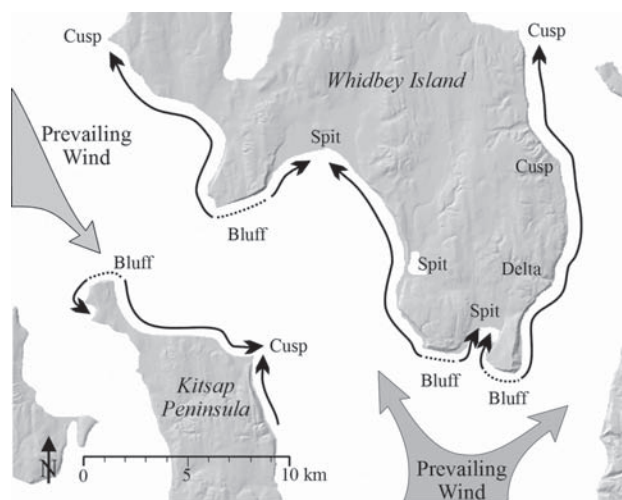 Cusp
Cusp
Whidbey Island
Prevailing
Wind
Spit
Cusp
Bluff
Bluff
Spit
Delta
Spit
Cusp
Bluff
Bluff
Kitsap
Peninsula
N
0 5 10 km
Prevailing
Wind